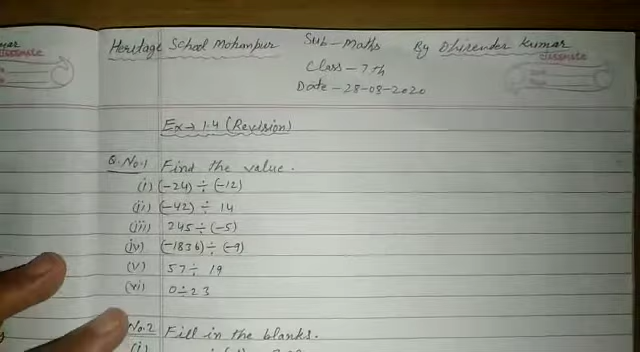 Heritage School Mohanpur Sub-Maths By Dhirender Kumar
classmate
classmate
Class-7th
Date-28-08-2020
Ex→1.4 (Revision)
Q.No.1 Find the value.
(i) (-24) ÷ (-12)
(ii) (-42) ÷ 14
(iii) 245 ÷ (-5)
(iv) (-1836) ÷ (-9)
(v) 57 ÷ 19
(vi) 0 ÷ 23
No.2 Fill in the blanks.
(i)